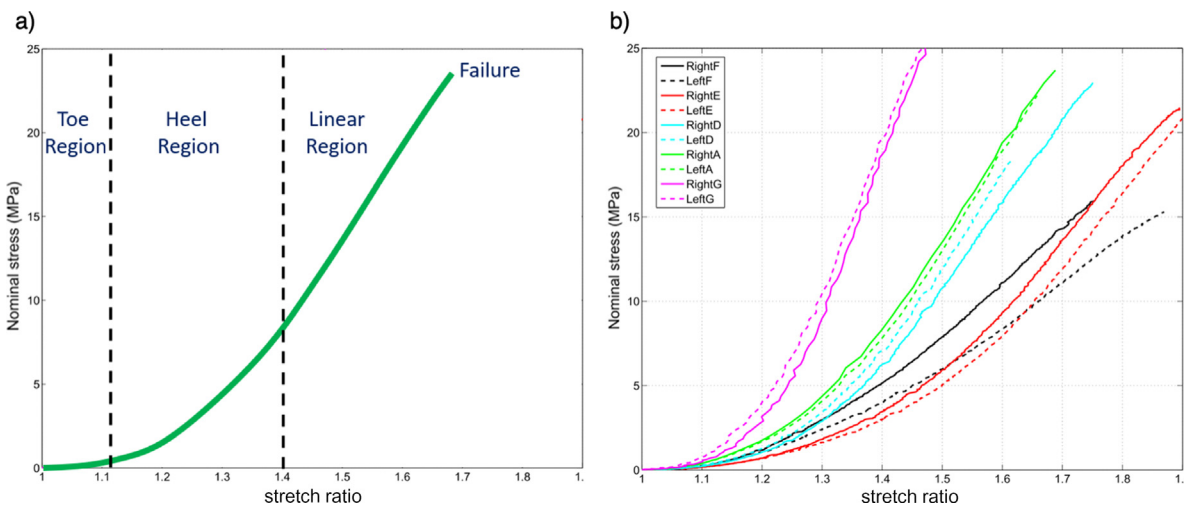 a)
25
20
15
10
5
0
Nominal stress (MPa)
Toe
Region
Heel
Region
Linear
Region
Failure
1 1.1 1.2 1.3 1.4 1.5 1.6 1.7 1.8 1.
stretch ratio
b)
25
20
15
10
5
0
Nominal stress (MPa)
RightF
LeftF
RightE
LeftE
RightD
LeftD
RightA
LeftA
RightG
LeftG
1 1.1 1.2 1.3 1.4 1.5 1.6 1.7 1.8 1.
stretch ratio